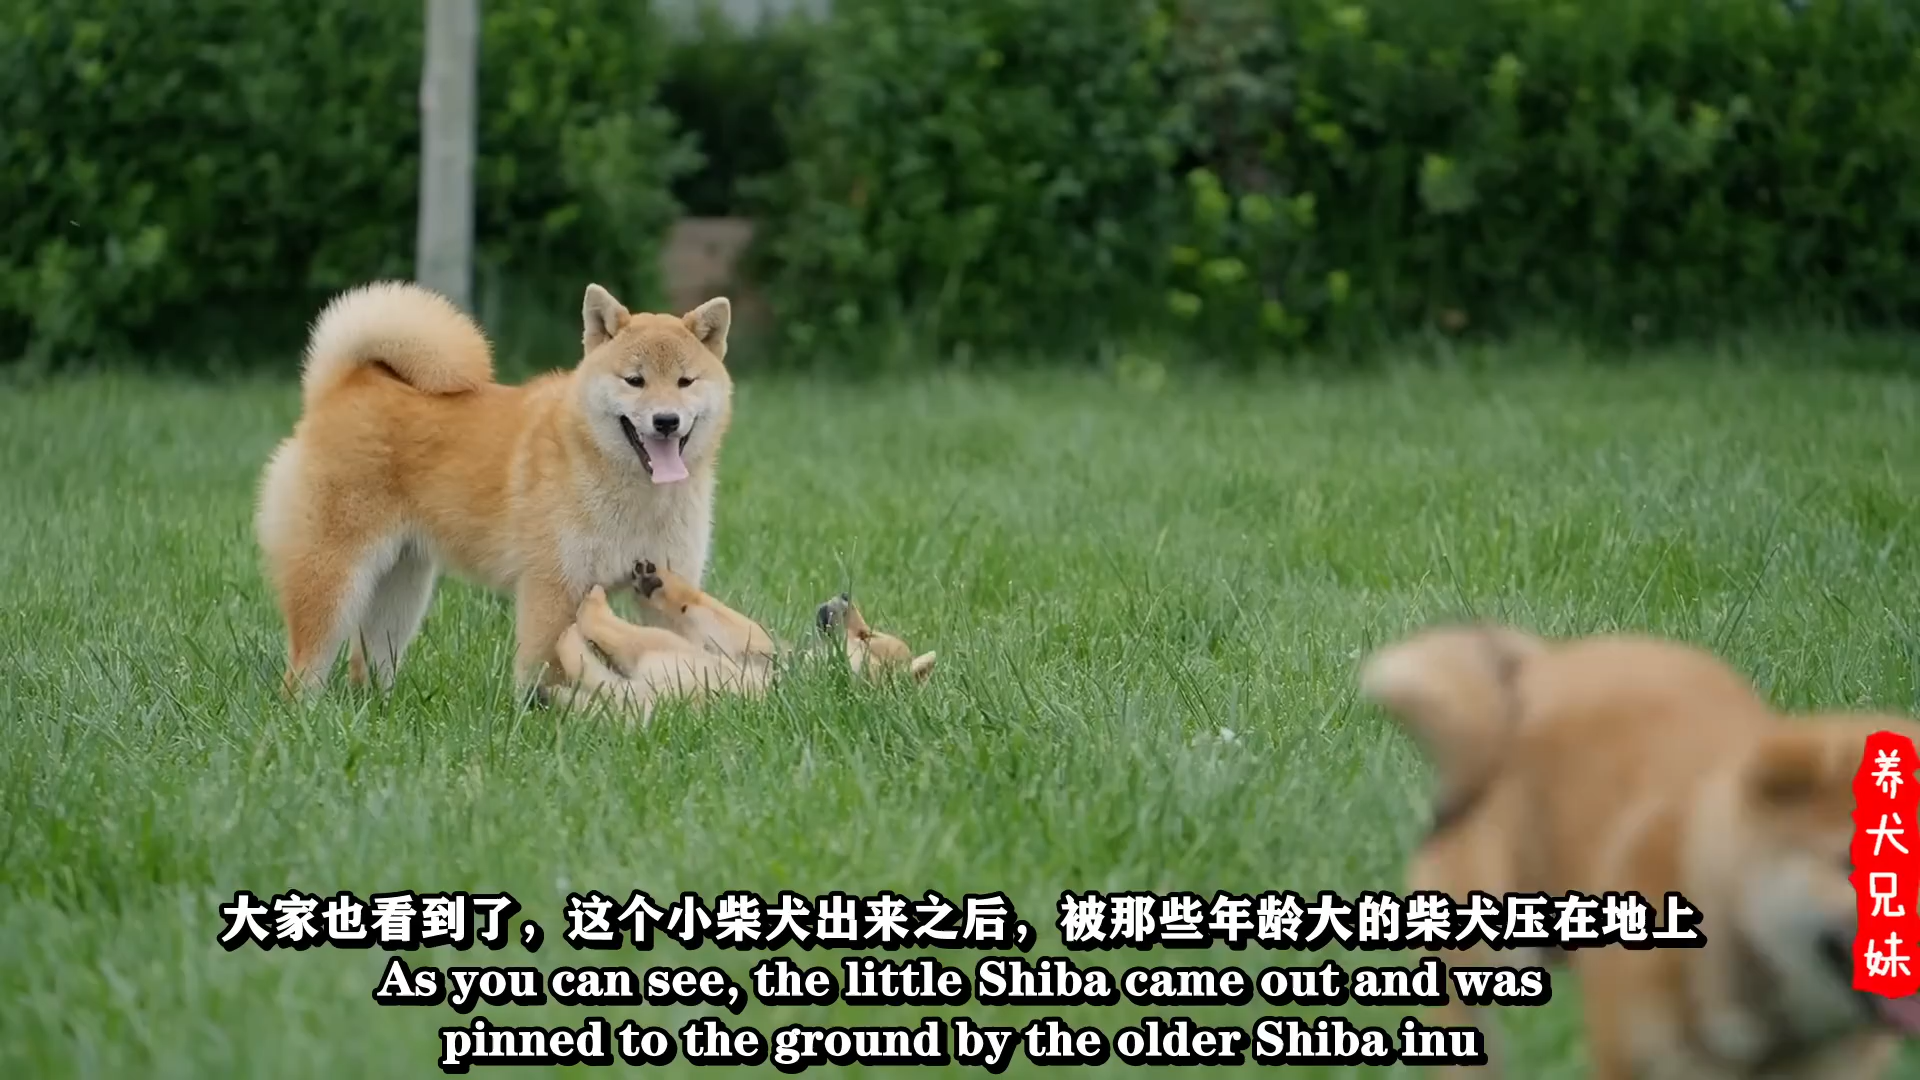 养犬兄妹
大家也看到了，这个小柴犬出来之后，被那些年龄大的柴犬压在地上
As you can see, the little Shiba came out and was
pinned to the ground by the older Shiba inu